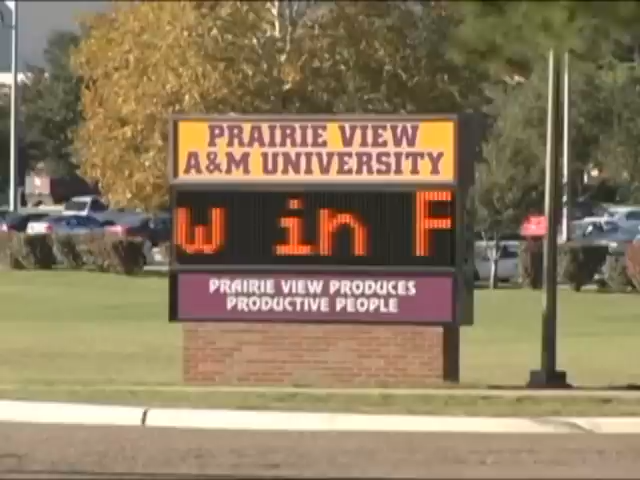 PRAIRIE VIEW
A&M UNIVERSITY
w in F
PRAIRIE VIEW PRODUCES
PRODUCTIVE PEOPLE